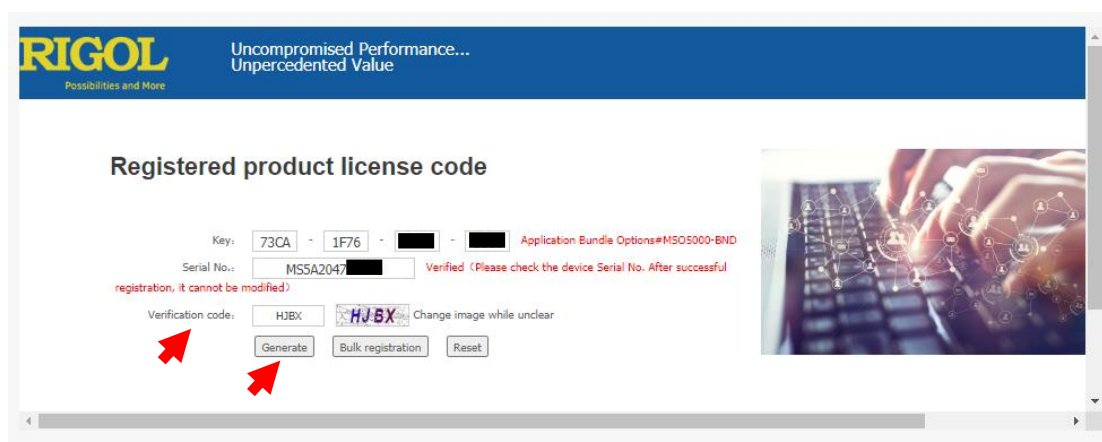 RIGOL
Possibilities and More
Uncompromised Performance...
Unpercedented Value
Registered product license code
Key: 73CA - 1F76 - - Application Bundle Options#MSO5000-BND
Serial No.: MS5A2047 Verified (Please check the device Serial No. After successful
registration, it cannot be modified)
Verification code: HJBX HJBX Change image while unclear
Generate Bulk registration Reset